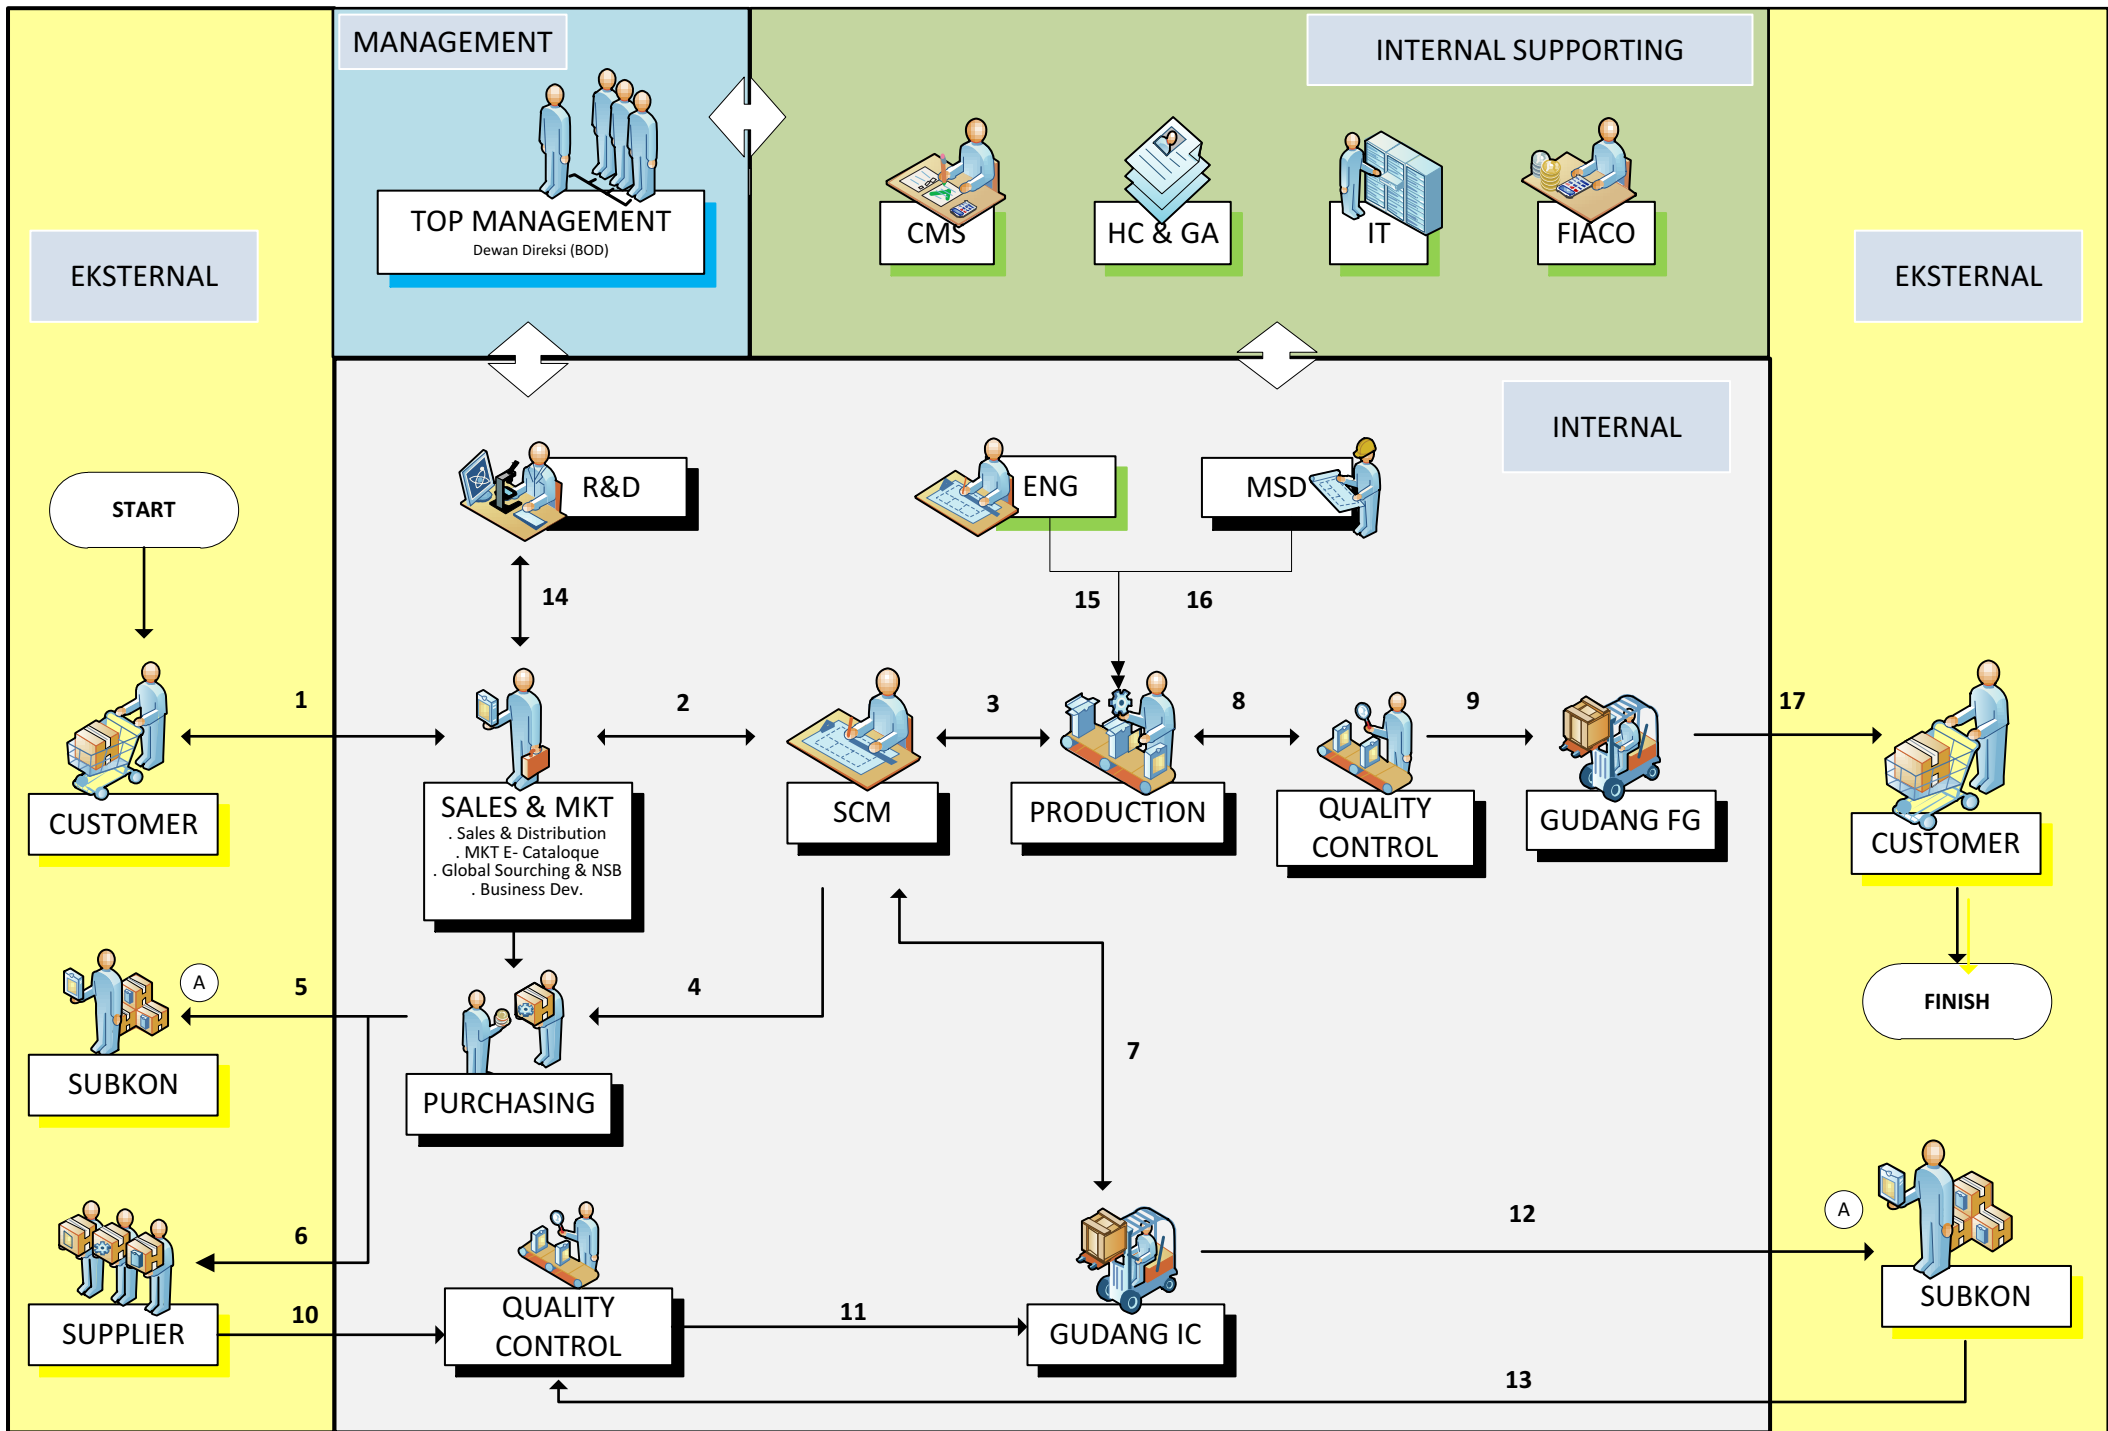 MANAGEMENT
INTERNAL SUPPORTING
TOP MANAGEMENT
Dewan Direksi (BOD)
CMS
HC & GA
IT
FIACO
EKSTERNAL
EKSTERNAL
INTERNAL
R&D
ENG
MSD
START
14
15
16
1
2
3
8
9
17
CUSTOMER
SALES & MKT
. Sales & Distribution
. MKT E- Cataloque
. Global Sourching & NSB
. Business Dev.
SCM
PRODUCTION
QUALITY
CONTROL
GUDANG FG
CUSTOMER
A
5
4
FINISH
7
SUBKON
PURCHASING
6
12
A
SUPPLIER
10
QUALITY
CONTROL
11
GUDANG IC
SUBKON
13